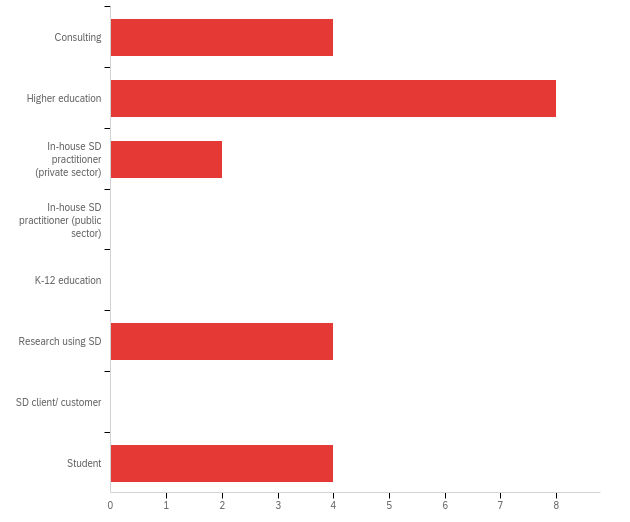 Consulting
Higher education
In-house SD
practitioner
(private sector)
In-house SD
practitioner (public
sector)
K-12 education
Research using SD
SD client/ customer
Student
0 1 2 3 4 5 6 7 8